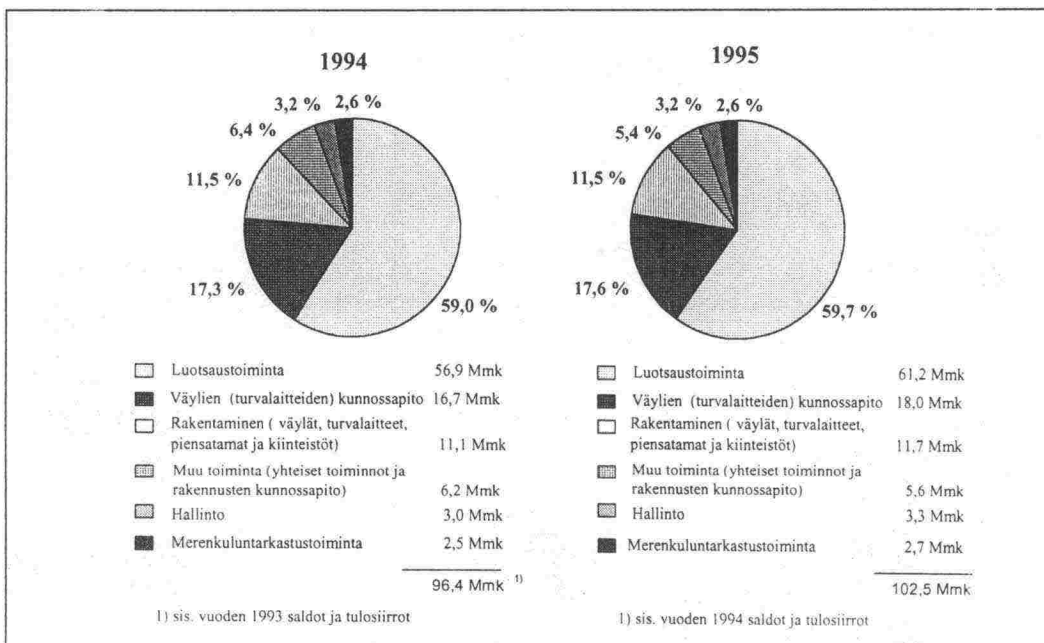 1994
3,2 %
2,6 %
6,4 %
11,5 %
17,3 %
59,0 %
Luotsaustoiminta 56,9 Mmk
Väylien (turvalaitteiden) kunnossapito 16,7 Mmk
Rakentaminen ( väylät, turvalaitteet,
piensatamat ja kiinteistöt) 11,1 Mmk
Muu toiminta (yhteiset toiminnot ja
rakennusten kunnossapito) 6,2 Mmk
Hallinto 3,0 Mmk
Merenkuluntarkastustoiminta 2,5 Mmk
96,4 Mmk 1)
1) sis. vuoden 1993 saldot ja tulosiirrot
1995
3,2 %
2,6 %
5,4 %
11,5 %
17,6 %
59,7 %
Luotsaustoiminta 61,2 Mmk
Väylien (turvalaitteiden) kunnossapito 18,0 Mmk
Rakentaminen ( väylät, turvalaitteet,
piensatamat ja kiinteistöt) 11,7 Mmk
Muu toiminta (yhteiset toiminnot ja
rakennusten kunnossapito) 5,6 Mmk
Hallinto 3,3 Mmk
Merenkuluntarkastustoiminta 2,7 Mmk
102,5 Mmk
1) sis. vuoden 1994 saldot ja tulosiirrot